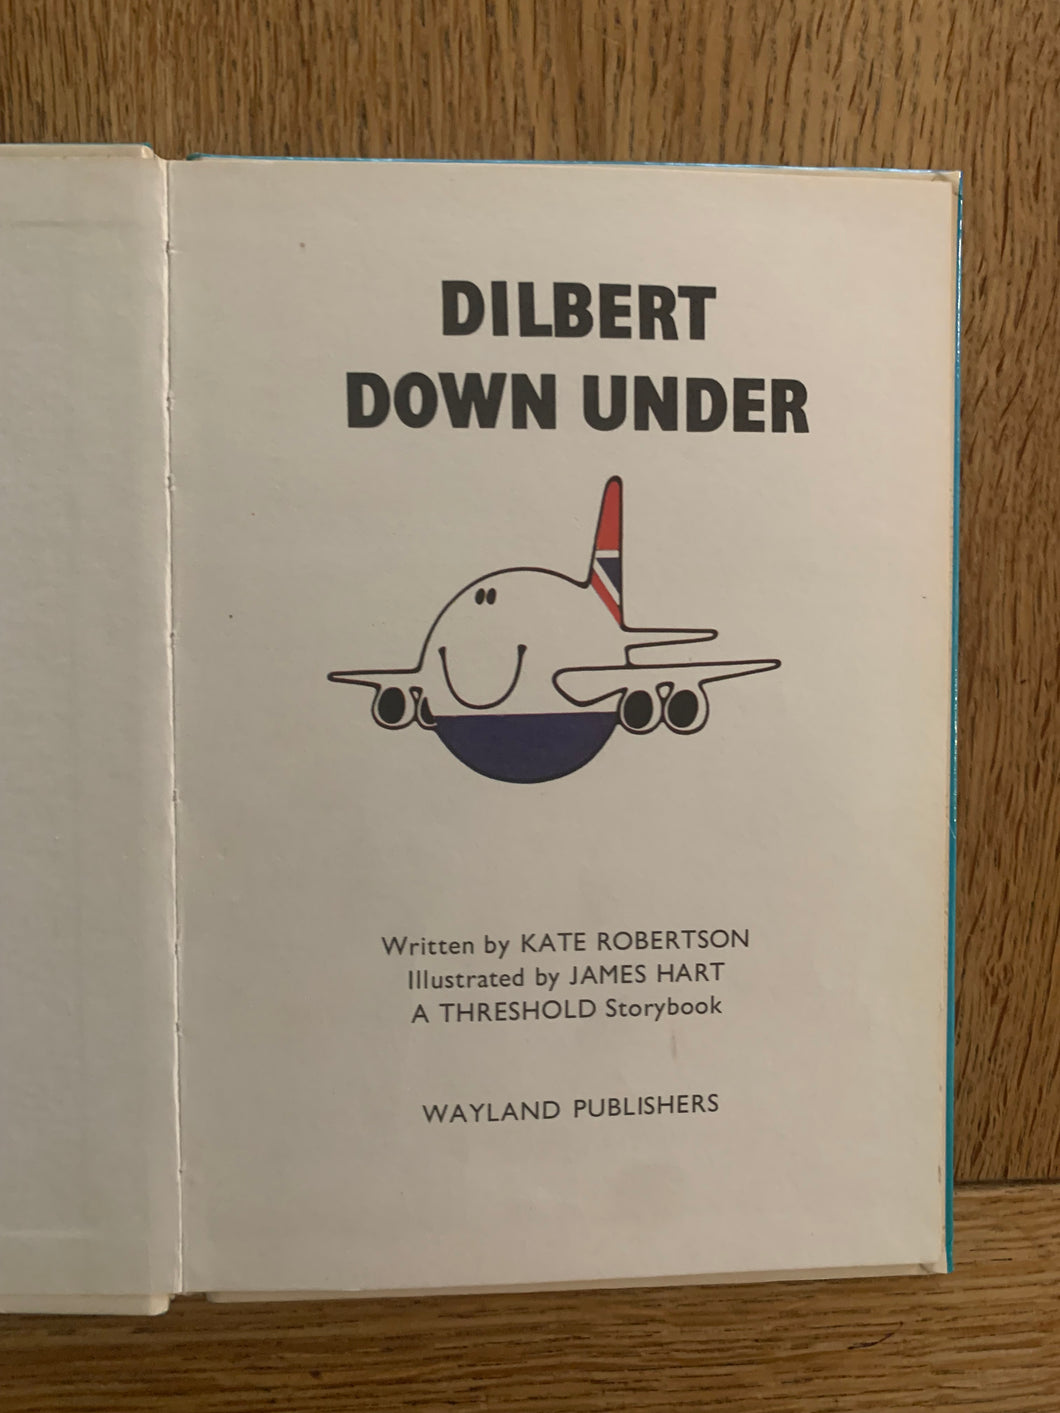 DILBERT
DOWN UNDER
Written by KATE ROBERTSON
Illustrated by JAMES HART
A THRESHOLD Storybook
WAYLAND PUBLISHERS